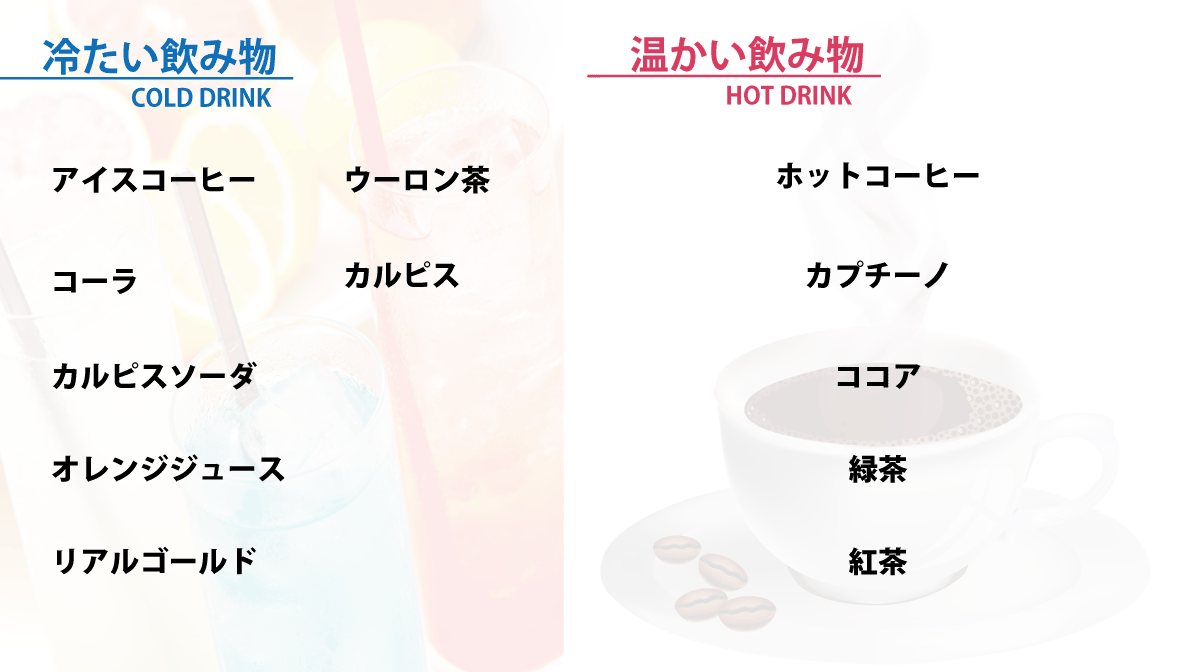 冷たい飲み物
COLD DRINK
アイスコーヒー
コーラ
カルピスソーダ
オレンジジュース
リアルゴールド
ウーロン茶
カルピス
温かい飲み物
HOT DRINK
ホットコーヒー
カプチーノ
ココア
緑茶
紅茶